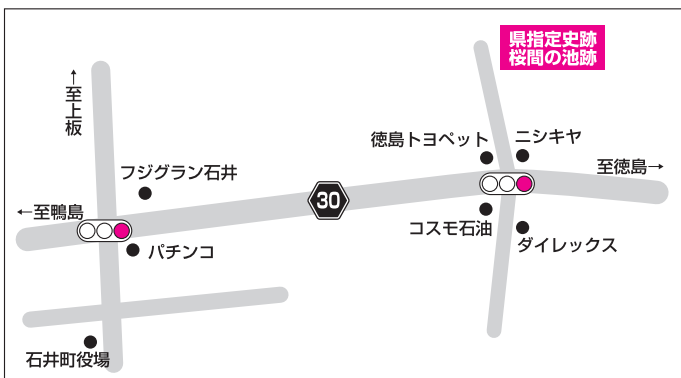 県指定史跡
桜間の池跡
←至上板
徳島トヨペット
ニシキヤ
フジグラン石井
至徳島→
30
←至鴨島
コスモ石油
ダイレックス
パチンコ
石井町役場